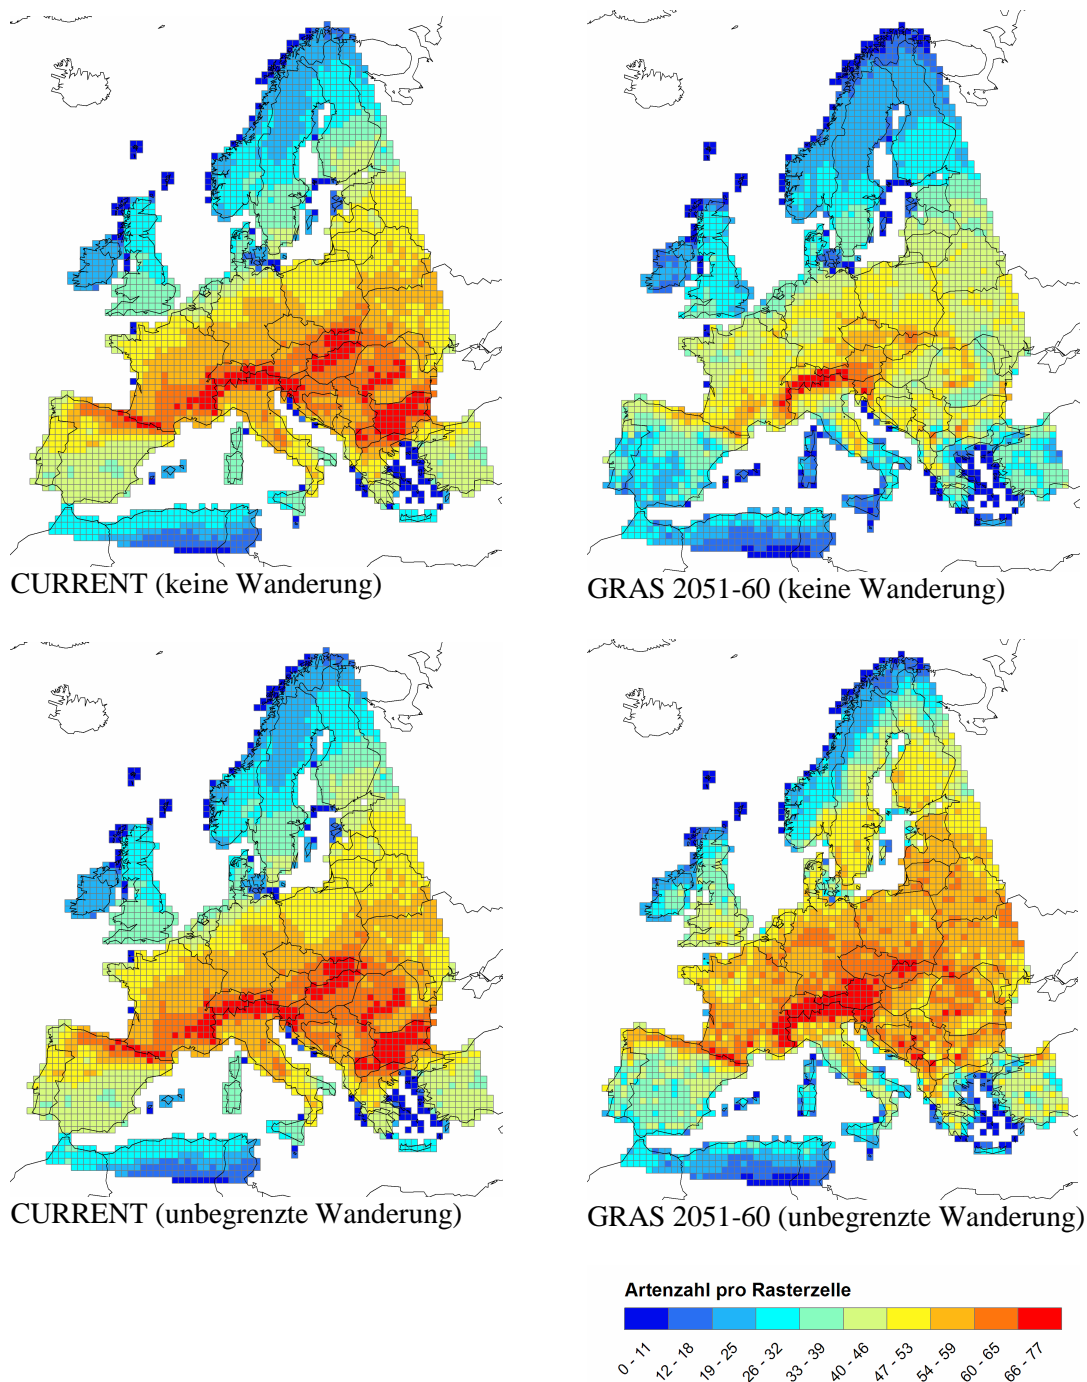 CURRENT (keine Wanderung)
GRAS 2051-60 (keine Wanderung)
CURRENT (unbegrenzte Wanderung)
GRAS 2051-60 (unbegrenzte Wanderung)
Artenzahl pro Rasterzelle
0 - 11
12 - 18
19 - 25
26 - 32
33 - 39
40 - 46
47 - 53
54 - 59
60 - 65
66 - 77